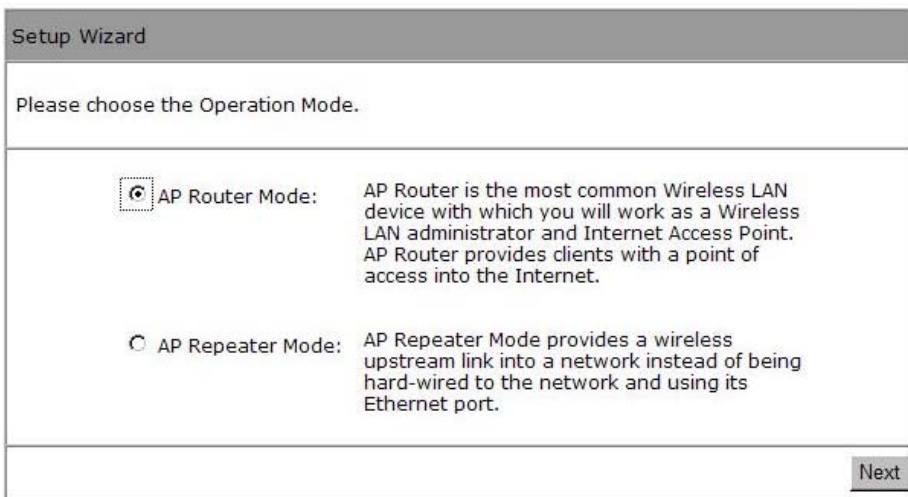 Setup Wizard
Please choose the Operation Mode.
AP Router Mode:
AP Router is the most common Wireless LAN
device with which you will work as a Wireless
LAN administrator and Internet Access Point.
AP Router provides clients with a point of
access into the Internet.
AP Repeater Mode:
AP Repeater Mode provides a wireless
upstream link into a network instead of being
hard-wired to the network and using its
Ethernet port.
Next